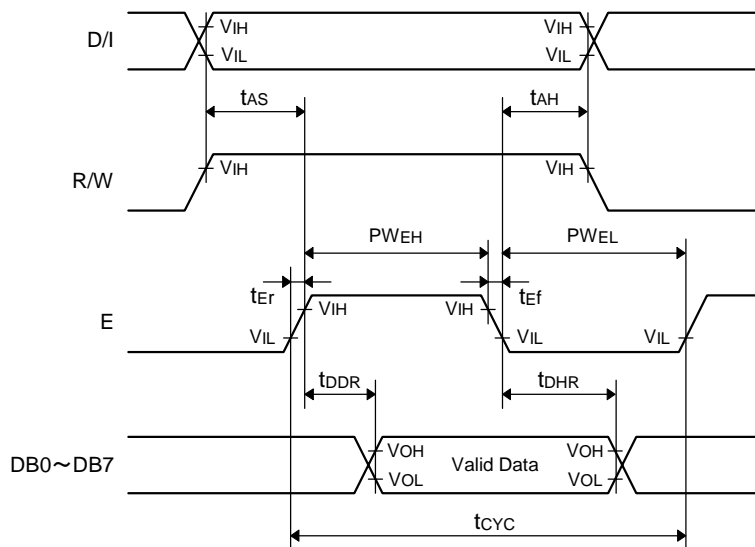 D/I
VIH
VIL
VIH
VIL
tAS
tAH
R/W
VIH
VIH
PWEH
PWEL
tEr
tEf
E
VIH
VIH
VIL
VIL
VIL
tDDR
tDHR
DB0～DB7
VOH
VOL
Valid Data
VOH
VOL
tCYC